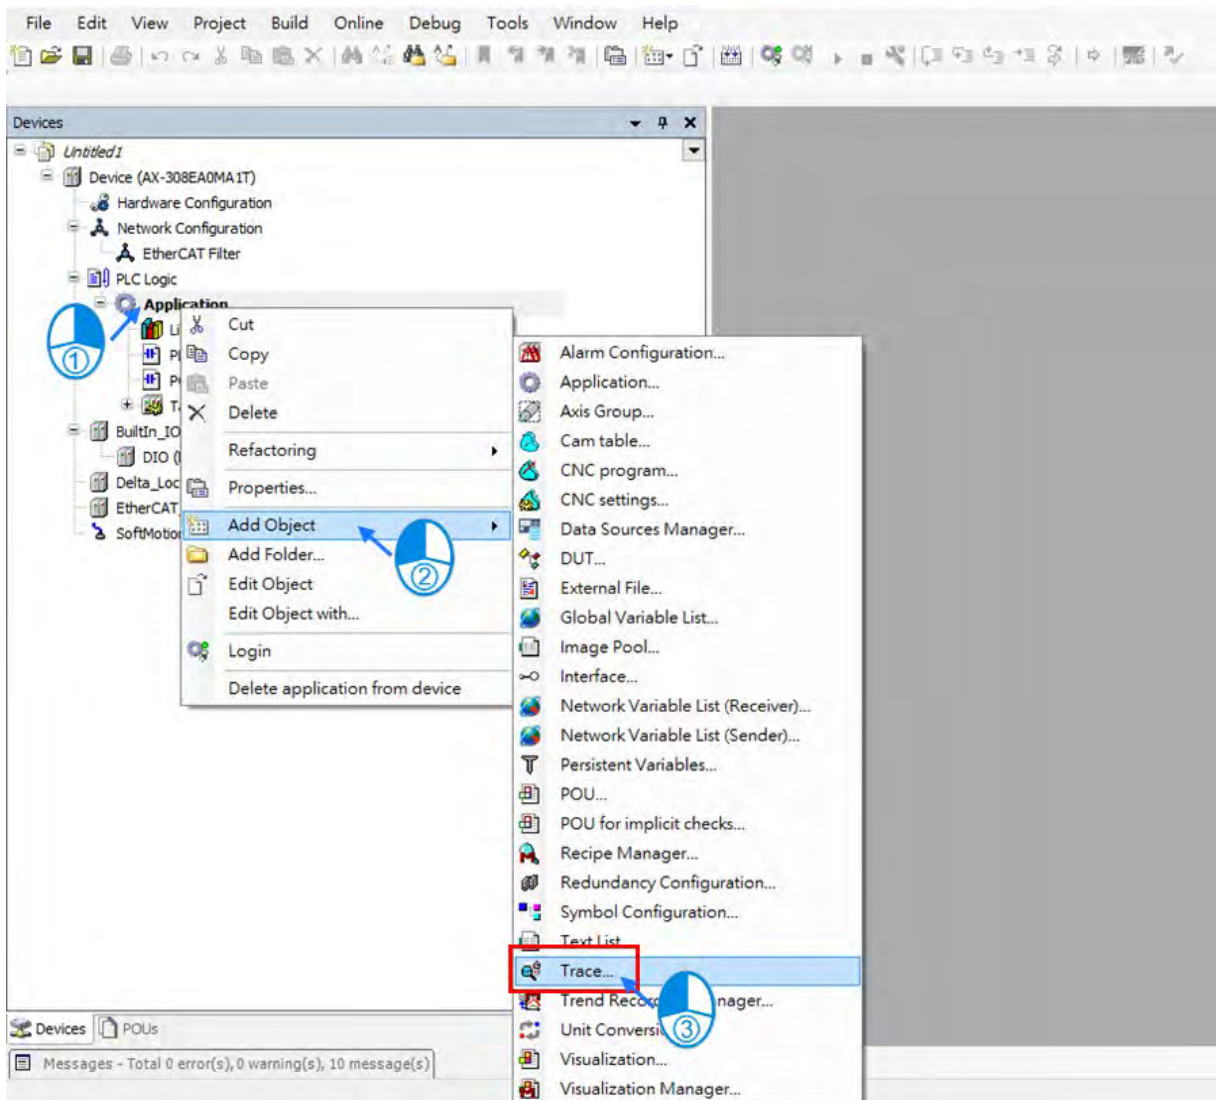 File Edit View Project Build Online Debug Tools Window Help
Devices
Untitled1
Device (AX-308EA0MA1T)
Hardware Configuration
Network Configuration
EtherCAT Filter
PLC Logic
Application
Li
①
Cut
Copy
Paste
T
Delete
BuiltIn_IO
DIO (
Refactoring
Delta_Loc
Properties...
EtherCAT_
SoftMotion
Add Object
②
Add Folder...
Edit Object
Edit Object with...
Login
Delete application from device
Alarm Configuration...
Application...
Axis Group...
Cam table...
CNC program...
CNC settings...
Data Sources Manager...
DUT...
External File...
Global Variable List...
Image Pool...
Interface...
Network Variable List (Receiver)...
Network Variable List (Sender)...
Persistent Variables...
POU...
POU for implicit checks...
Recipe Manager...
Redundancy Configuration...
Symbol Configuration...
Text List
Trace...
③
Trend Reco nager...
Unit Conversi
Visualization...
Visualization Manager...
Devices POUs
Messages - Total 0 error(s), 0 warning(s), 10 message(s)